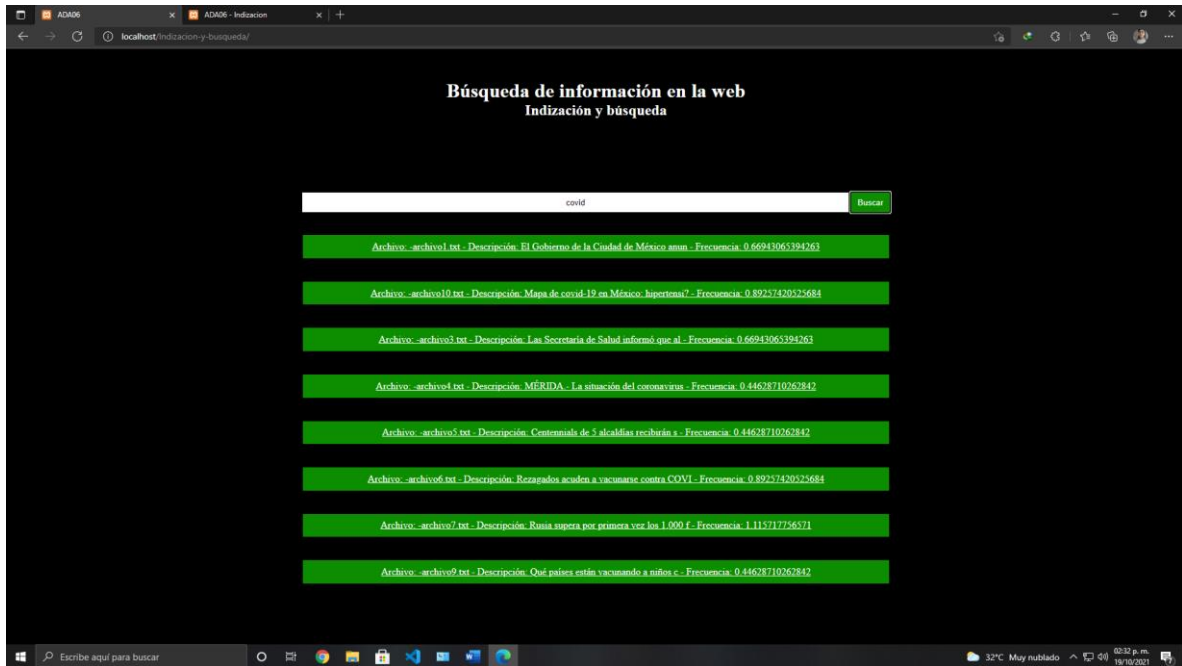 ADA06
ADA06 - Indizacion
localhost/Indizacion-y-busqueda/
Búsqueda de información en la web
Indización y búsqueda
covid
Buscar
Archivo: -archivo1.txt - Descripción: El Gobierno de la Ciudad de México anun - Frecuencia: 0.66943065394263
Archivo: -archivo10.txt - Descripción: Mapa de covid-19 en México: hipertensi? - Frecuencia: 0.89257420525684
Archivo: -archivo3.txt - Descripción: Las Secretaría de Salud informó que al - Frecuencia: 0.66943065394263
Archivo: -archivo4.txt - Descripción: MÉRIDA.- La situación del coronavirus - Frecuencia: 0.44628710262842
Archivo: -archivo5.txt - Descripción: Centennials de 5 alcaldías recibirán s - Frecuencia: 0.44628710262842
Archivo: -archivo6.txt - Descripción: Rezagados acuden a vacunarse contra COVI - Frecuencia: 0.89257420525684
Archivo: -archivo7.txt - Descripción: Rusia supera por primera vez los 1.000 f - Frecuencia: 1.115717756571
Archivo: -archivo9.txt - Descripción: Qué países están vacunando a niños c - Frecuencia: 0.44628710262842
Escribe aquí para buscar
32°C Muy nublado
02:32 p. m.
19/10/2021